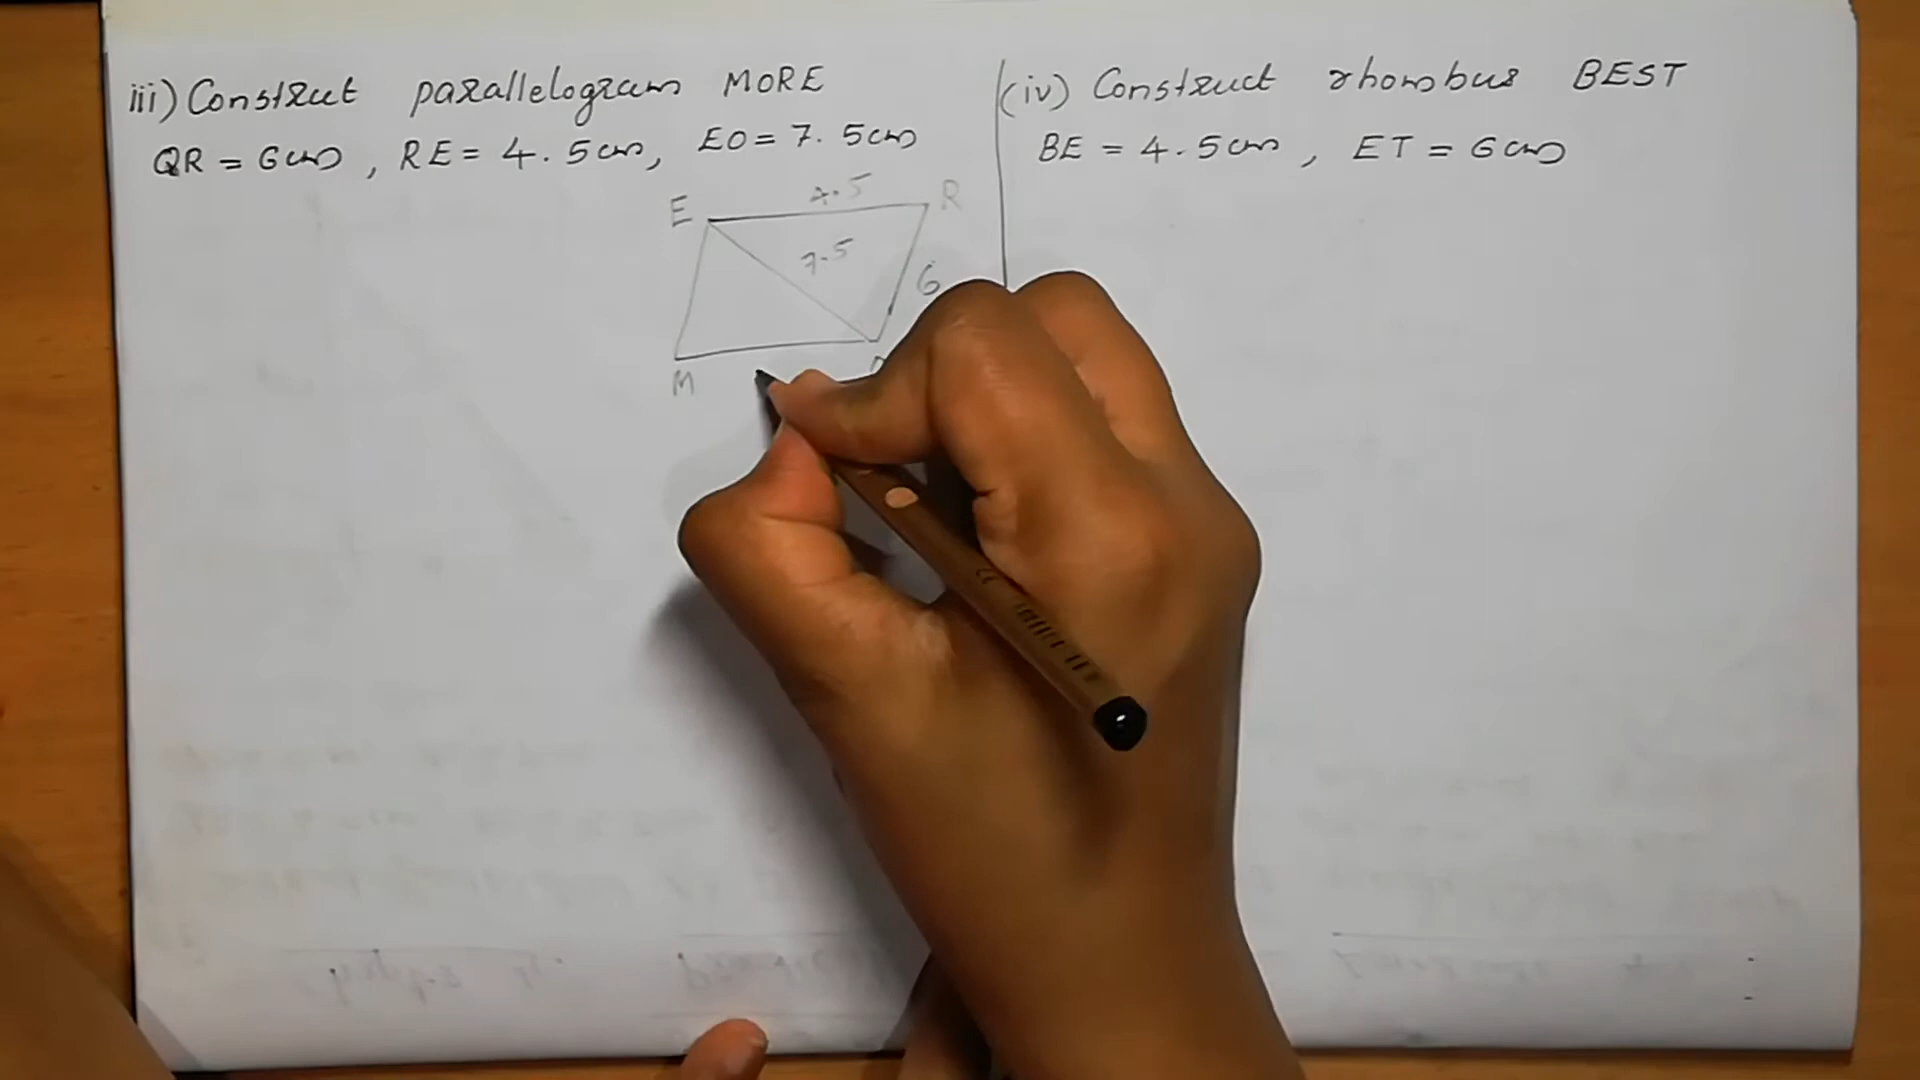 iii) Construct parallelogram MORE
QR = 6cm, RE = 4.5cm, EO = 7.5cm
E
4.5
R
7.5
6
M
(iv) Construct rhombus BEST
BE = 4.5cm, ET = 6cm